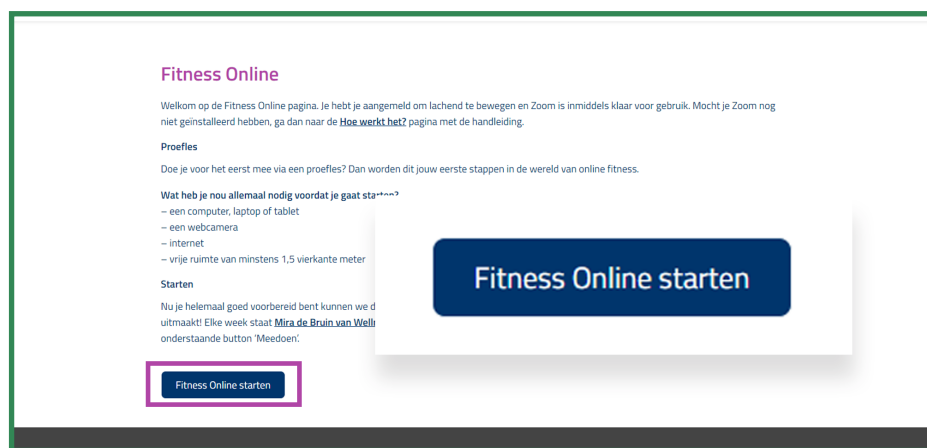 Fitness Online
Welkom op de Fitness Online pagina. Je hebt je aangemeld om lachend te bewegen en Zoom is inmiddels klaar voor gebruik. Mocht je Zoom nog
niet geïnstalleerd hebben, ga dan naar de Hoe werkt het? pagina met de handleiding.
Proefles
Doe je voor het eerst mee via een proefles? Dan worden dit jouw eerste stappen in de wereld van online fitness.
Wat heb je nou allemaal nodig voordat je gaat starten?
– een computer, laptop of tablet
– een webcamera
– internet
– vrije ruimte van minstens 1,5 vierkante meter
Starten
Nu je helemaal goed voorbereid bent kunnen we
uitmaakt! Elke week staat Mira de Bruin van
onderstaande button ‘Meedoen’.
Fitness Online starten
Fitness Online starten